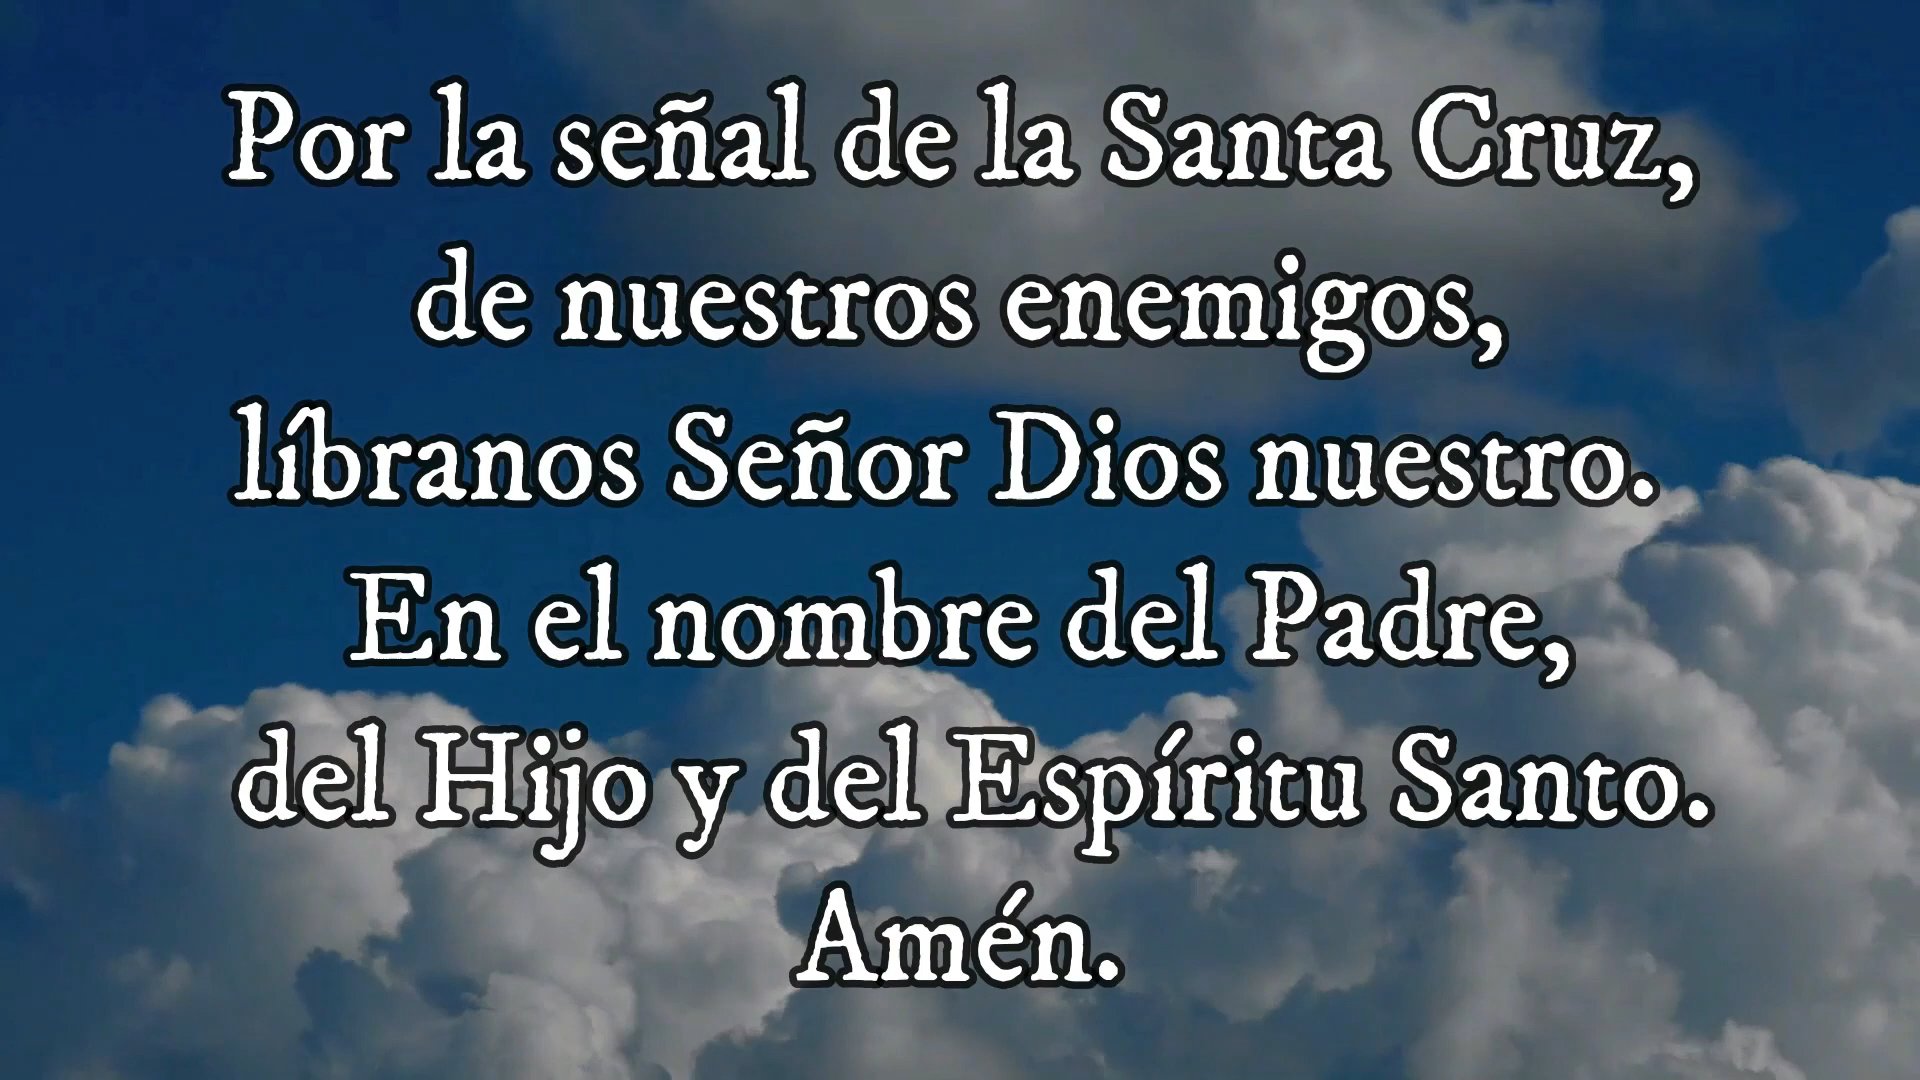 Por la señal de la Santa Cruz,
de nuestros enemigos,
líbranos Señor Dios nuestro.
En el nombre del Padre,
del Hijo y del Espíritu Santo.
Amén.